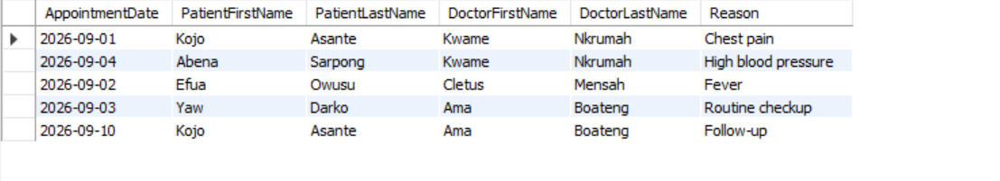 AppointmentDate PatientFirstName PatientLastName DoctorFirstName DoctorLastName Reason
2026-09-01 Kojo Asante Kwame Nkrumah Chest pain
2026-09-04 Abena Sarpong Kwame Nkrumah High blood pressure
2026-09-02 Efua Owusu Cletus Mensah Fever
2026-09-03 Yaw Darko Ama Boateng Routine checkup
2026-09-10 Kojo Asante Ama Boateng Follow-up